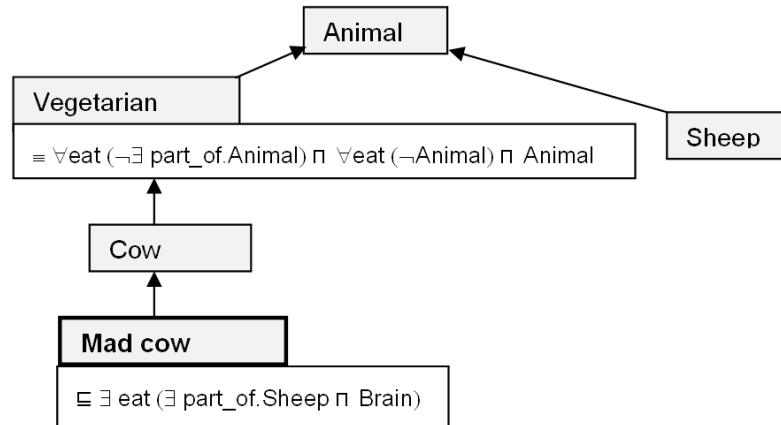 Animal
Vegetarian
≡ ∀eat (¬∃ part_of.Animal) ⊓ ∀eat (¬Animal) ⊓ Animal
Sheep
Cow
Mad cow
⊑ ∃ eat (∃ part_of.Sheep ⊓ Brain)